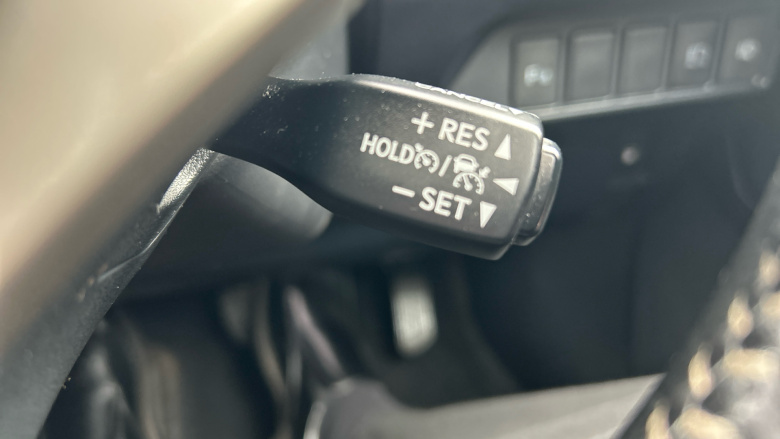 + RES ▲
HOLD / ◀
− SET ▼